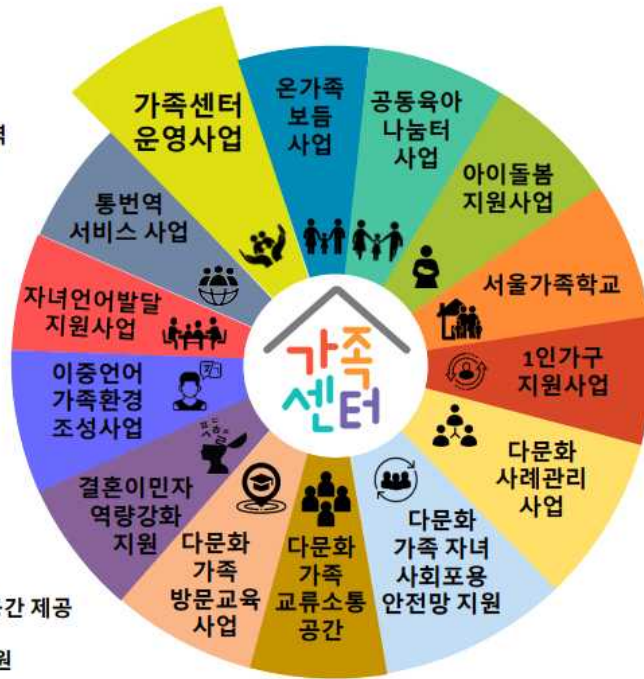 가족센터
운영사업
온가족
보듬
사업
공동육아
나눔터
사업
아이돌봄
지원사업
서울가족학교
1인가구
지원사업
다문화
사례관리
사업
다문화
가족 자녀
사회포용
안전망 지원
다문화
가족
교류소통
공간
다문화
가족
방문교육
사업
결혼이민자
역량강화
지원
이중언어
가족환경
조성사업
자녀언어발달
지원사업
통번역
서비스 사업
가족
센터
간 제공